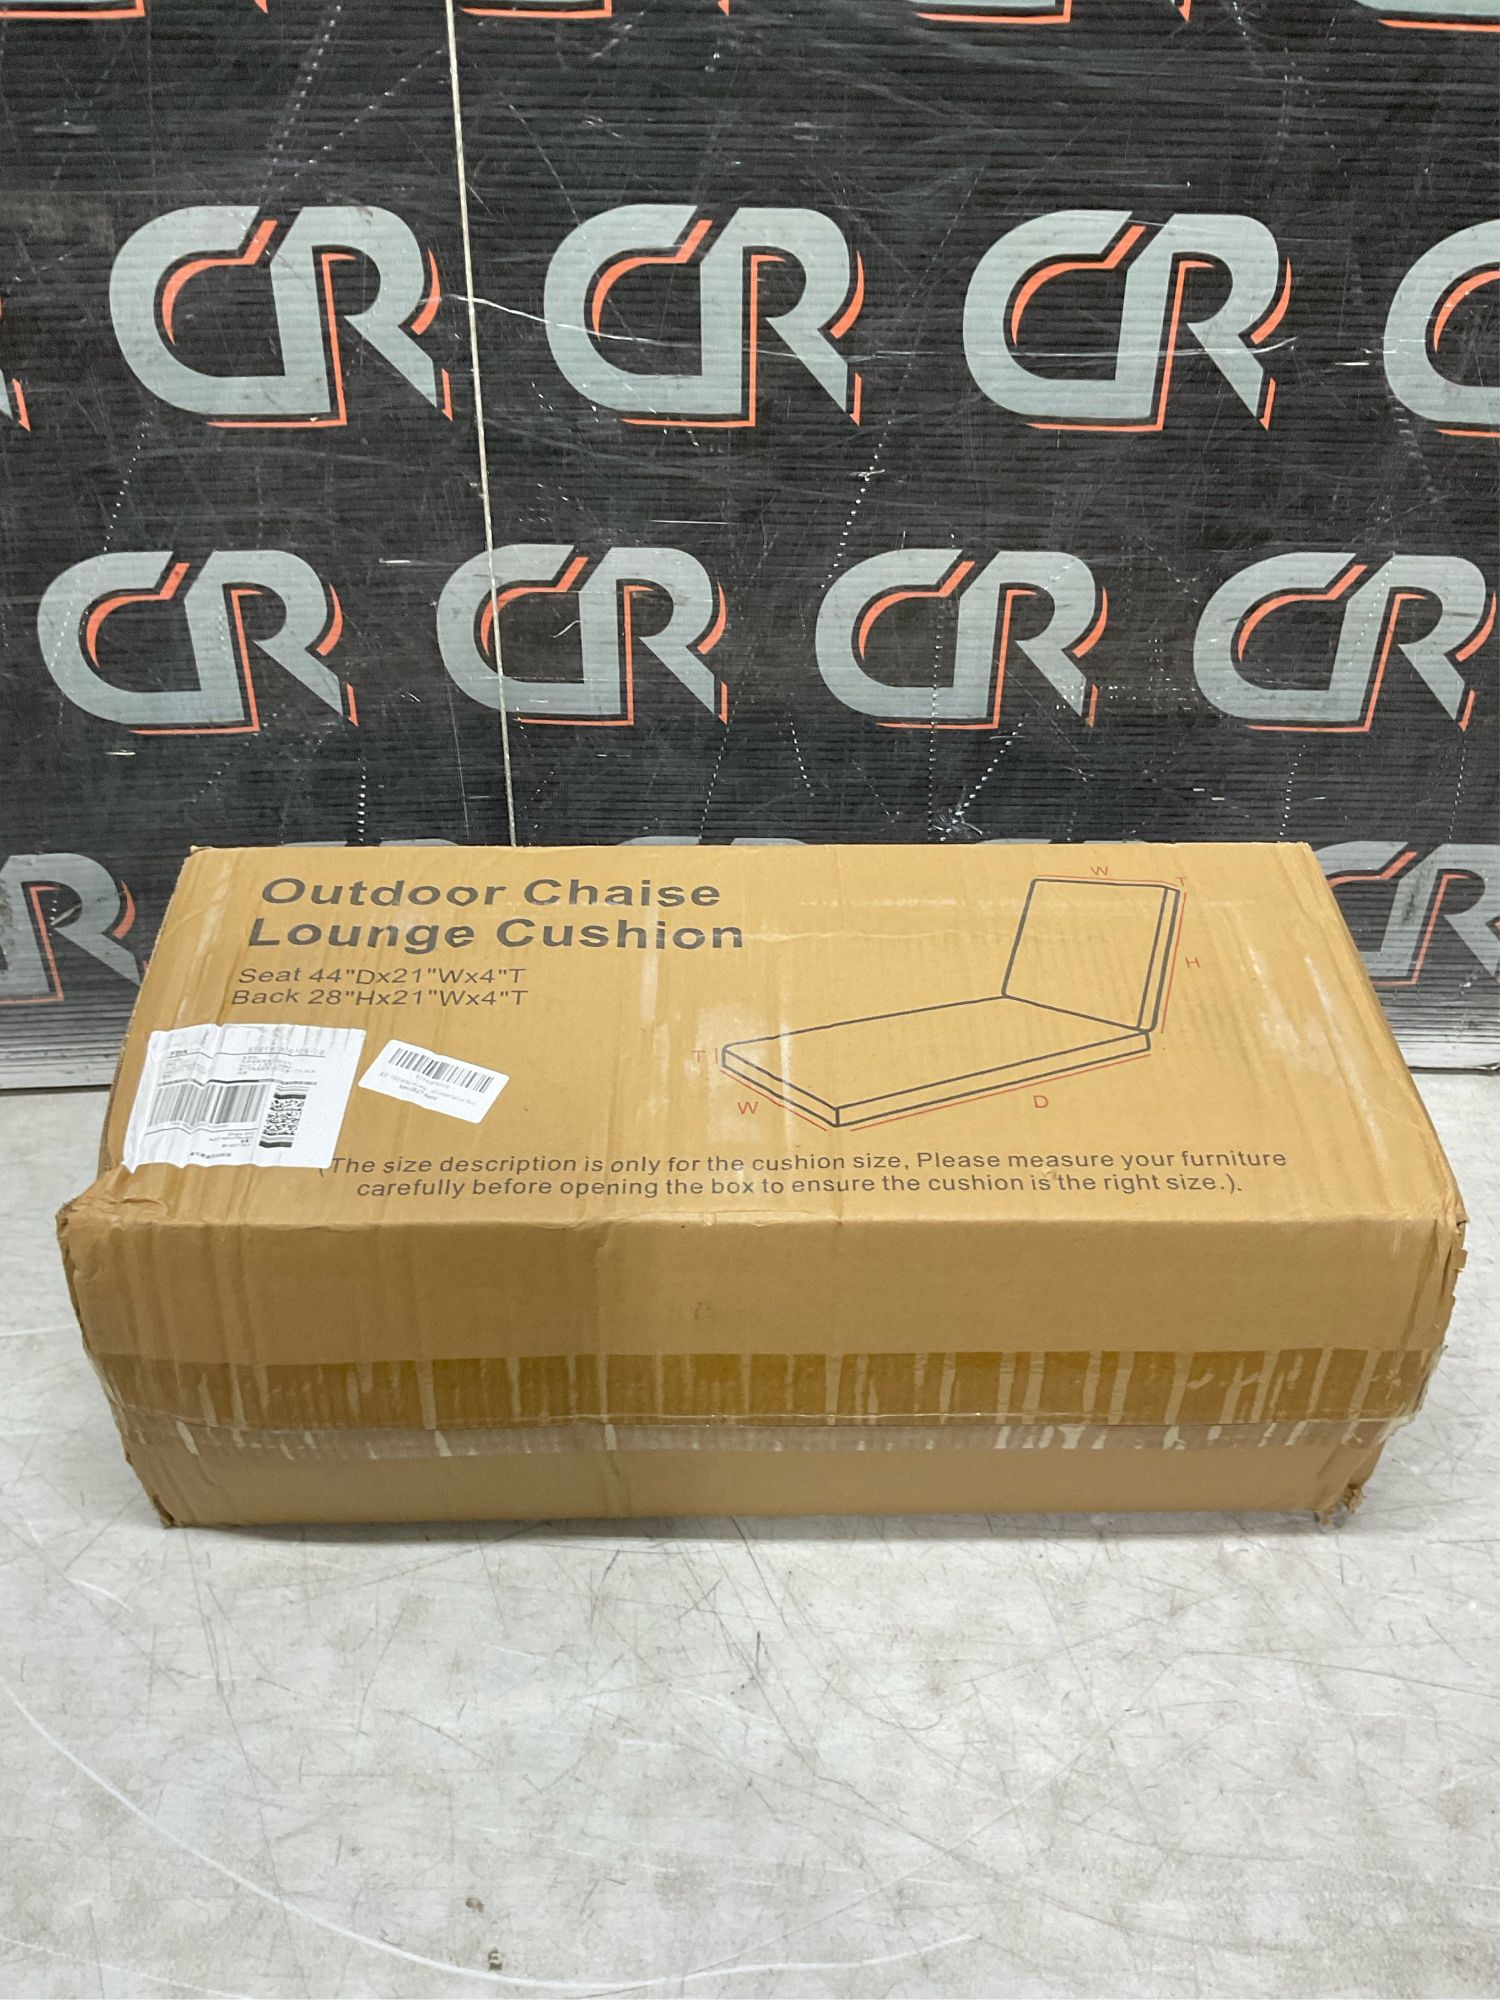 CR CR CR
CR CR CR CR
CR
Outdoor Chaise
Lounge Cushion
Seat 44"Dx21"Wx4"T
Back 28"Hx21"Wx4"T
W
T
H
T
W
D
(The size description is only for the cushion size, Please measure your furniture
carefully before opening the box to ensure the cushion is the right size.).